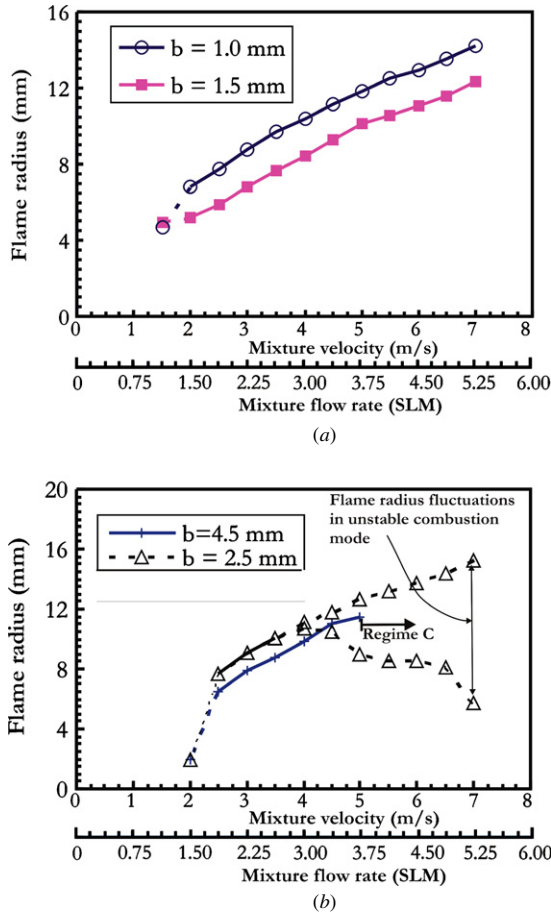 16
12
8
4
0
Flame radius (mm)
b = 1.0 mm
b = 1.5 mm
0 1 2 3 4 5 6 7 8
Mixture velocity (m/s)
0 0.75 1.50 2.25 3.00 3.75 4.50 5.25 6.00
Mixture flow rate (SLM)
(a)
20
16
12
8
4
0
Flame radius (mm)
b=4.5 mm
b = 2.5 mm
Flame radius fluctuations
in unstable combustion
mode
Regime C
0 1 2 3 4 5 6 7 8
Mixture velocity (m/s)
0 0.75 1.50 2.25 3.00 3.75 4.50 5.25 6.00
Mixture flow rate (SLM)
(b)